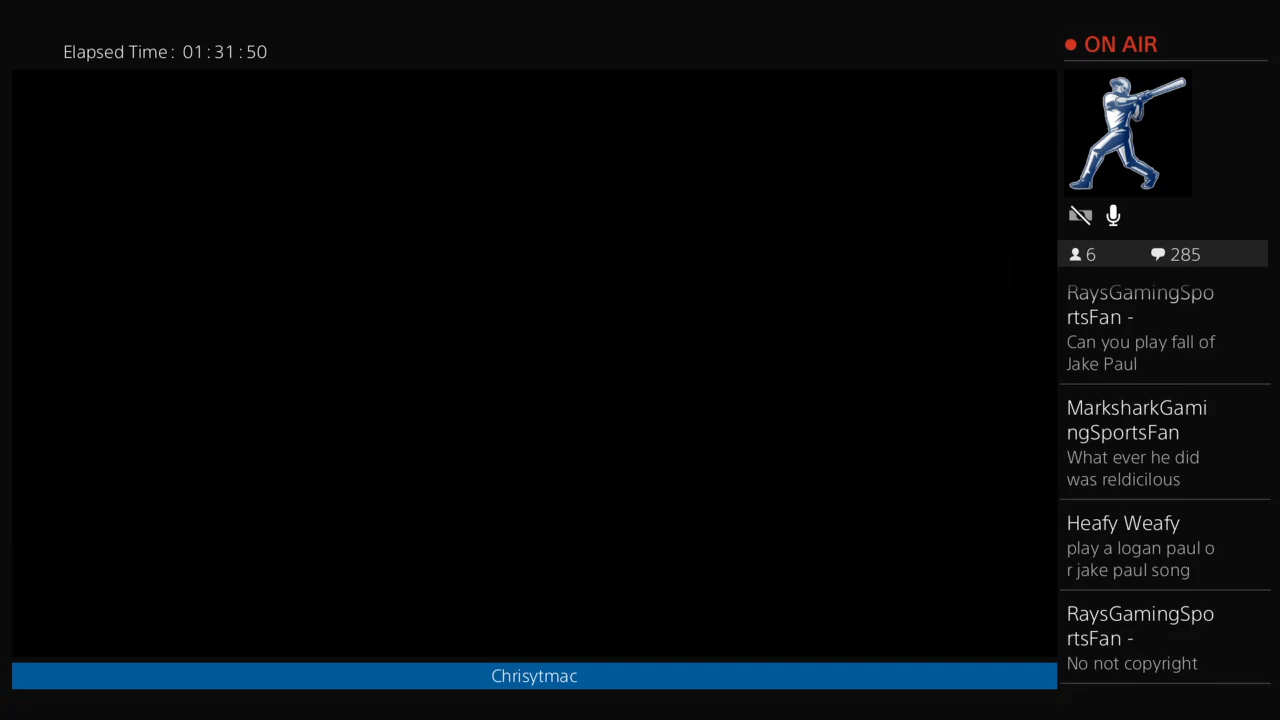 Elapsed Time: 01:31:50
ON AIR
6 285
RaysGamingSpo
rtsFan -
Can you play fall of
Jake Paul
MarksharkGami
ngSportsFan
What ever he did
was reldicilous
Heafy Weafy
play a logan paul o
r jake paul song
RaysGamingSpo
rtsFan -
No not copyright
Chrisytmac